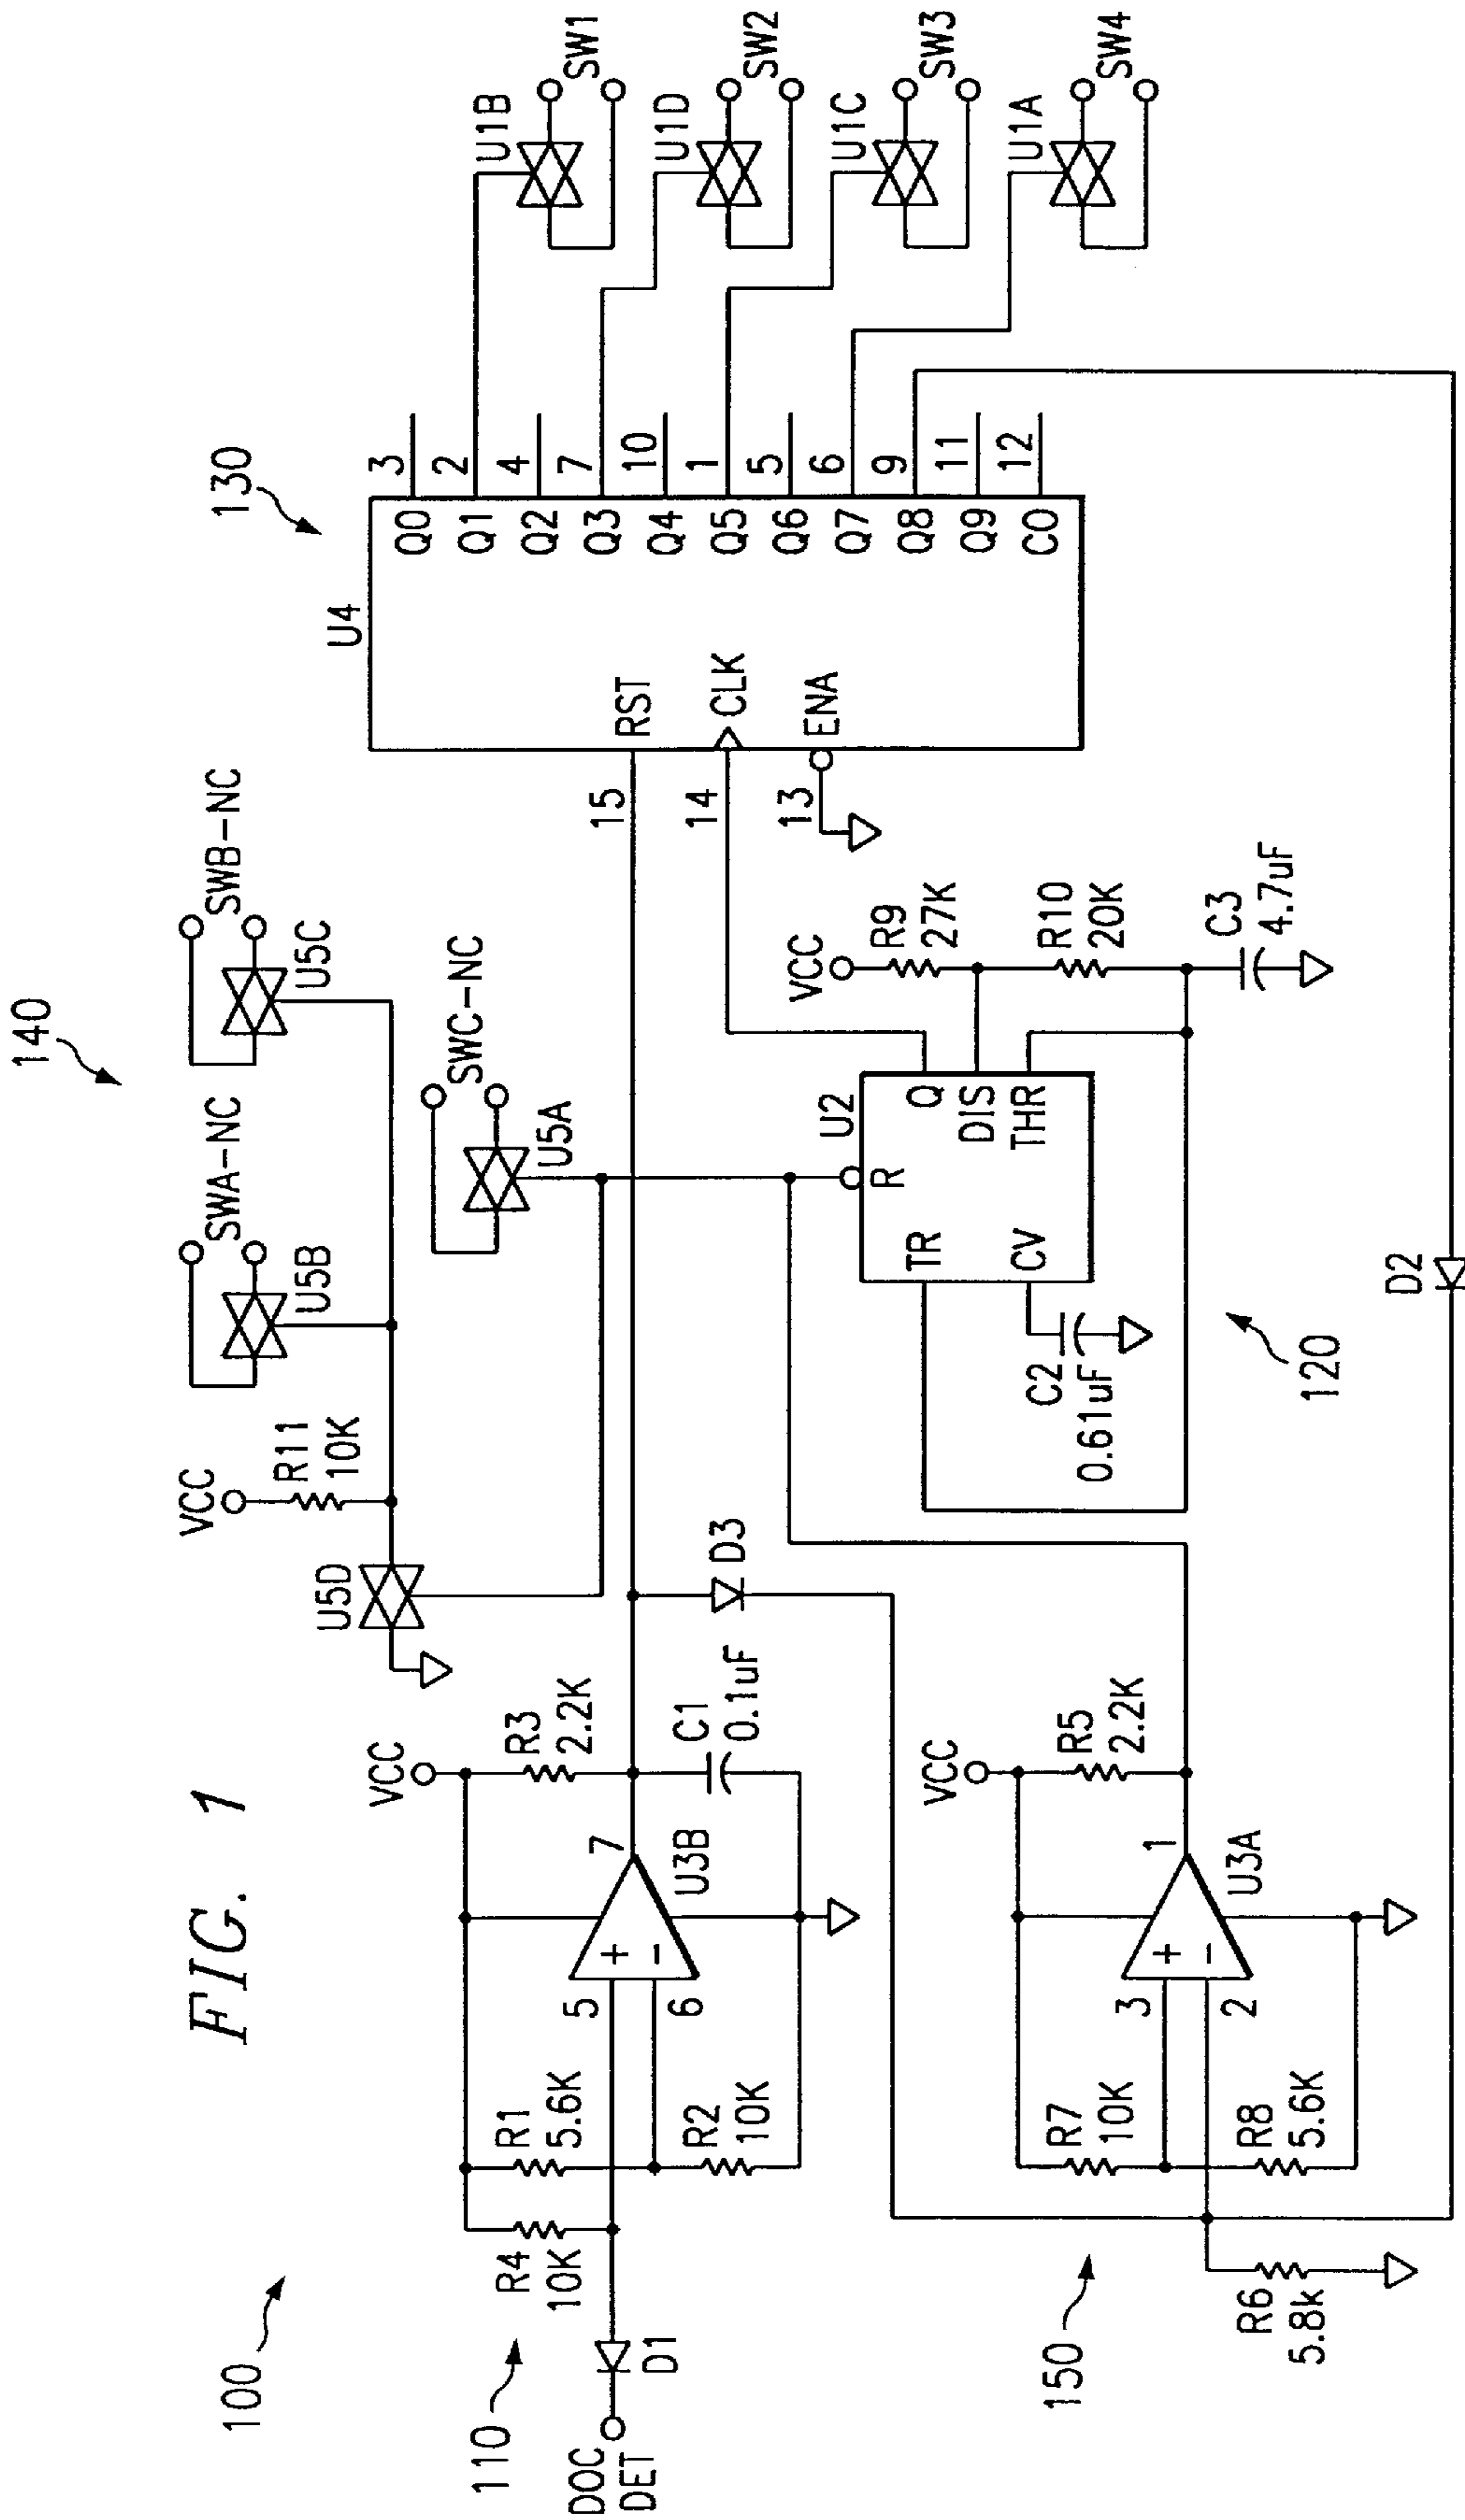 FIG. 1
100
110
DOC
DET
D1
R4
10K
R1
5.6K
R2
10K
5
6
+
−
7
U3B
VCC
R3
2.2K
C1
0.1uF
D3
U5D
VCC
R11
10K
SWA–NC
U5B
SWB–NC
U5C
140
SWC–NC
U5A
150
R6
5.8k
R7
10K
R8
5.6K
3
2
+
−
1
U3A
VCC
R5
2.2K
120
U2
R
TR
CV
Q
DIS
THR
C2
0.61uF
VCC
R9
27K
R10
20K
C3
4.7uF
D2
130
U4
15
RST
14
CLK
13
ENA
Q0
3
Q1
2
Q2
4
Q3
7
Q4
10
Q5
1
Q6
5
Q7
6
Q8
9
Q9
11
CO
12
U1B
SW1
U1D
SW2
U1C
SW3
U1A
SW4